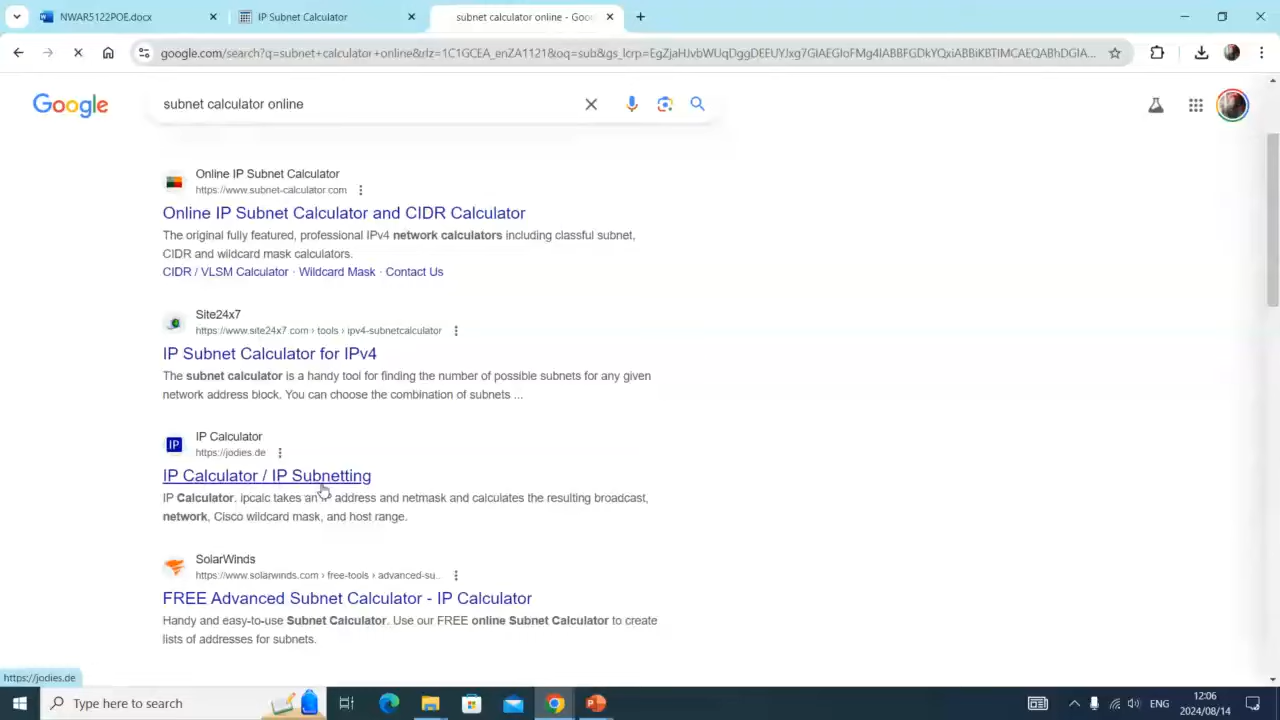 NWAR5122POE.docx
IP Subnet Calculator
subnet calculator online - Goo
google.com/search?q=subnet+calculator+online&rlz=1C1GCEA_enZA1121&oq=sub&gs_lcrp=EgZjaHJvbWUqDggDEEUYJxg7GIAEGIoFMg4IABBFGDkYQxiABBiKBTIMCAEQABhDGIA...
Google
subnet calculator online
Online IP Subnet Calculator
https://www.subnet-calculator.com
Online IP Subnet Calculator and CIDR Calculator
The original fully featured, professional IPv4 network calculators including classful subnet,
CIDR and wildcard mask calculators.
CIDR / VLSM Calculator · Wildcard Mask · Contact Us
Site24x7
https://www.site24x7.com › tools › ipv4-subnetcalculator
IP Subnet Calculator for IPv4
The subnet calculator is a handy tool for finding the number of possible subnets for any given
network address block. You can choose the combination of subnets ...
IP
IP Calculator
https://jodies.de
IP Calculator / IP Subnetting
IP Calculator. ipcalc takes an IP address and netmask and calculates the resulting broadcast,
network, Cisco wildcard mask, and host range.
SolarWinds
https://www.solarwinds.com › free-tools › advanced-su...
FREE Advanced Subnet Calculator - IP Calculator
Handy and easy-to-use Subnet Calculator. Use our FREE online Subnet Calculator to create
lists of addresses for subnets.
https://jodies.de
Type here to search
ENG
12:06
2024/08/14